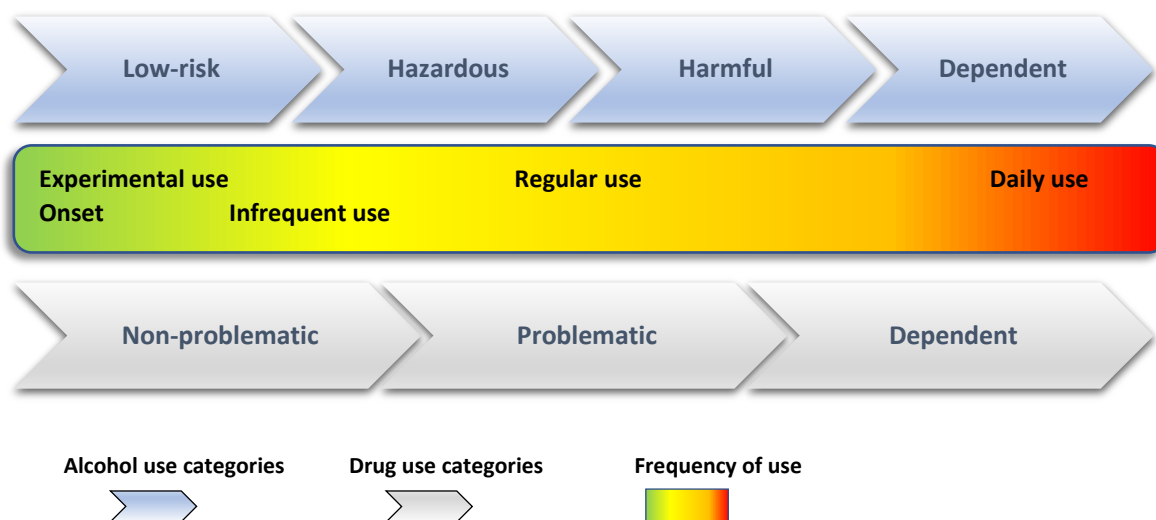 Low-risk Hazardous Harmful Dependent
Experimental use Regular use Daily use
Onset Infrequent use
Non-problematic Problematic Dependent
Alcohol use categories Drug use categories Frequency of use